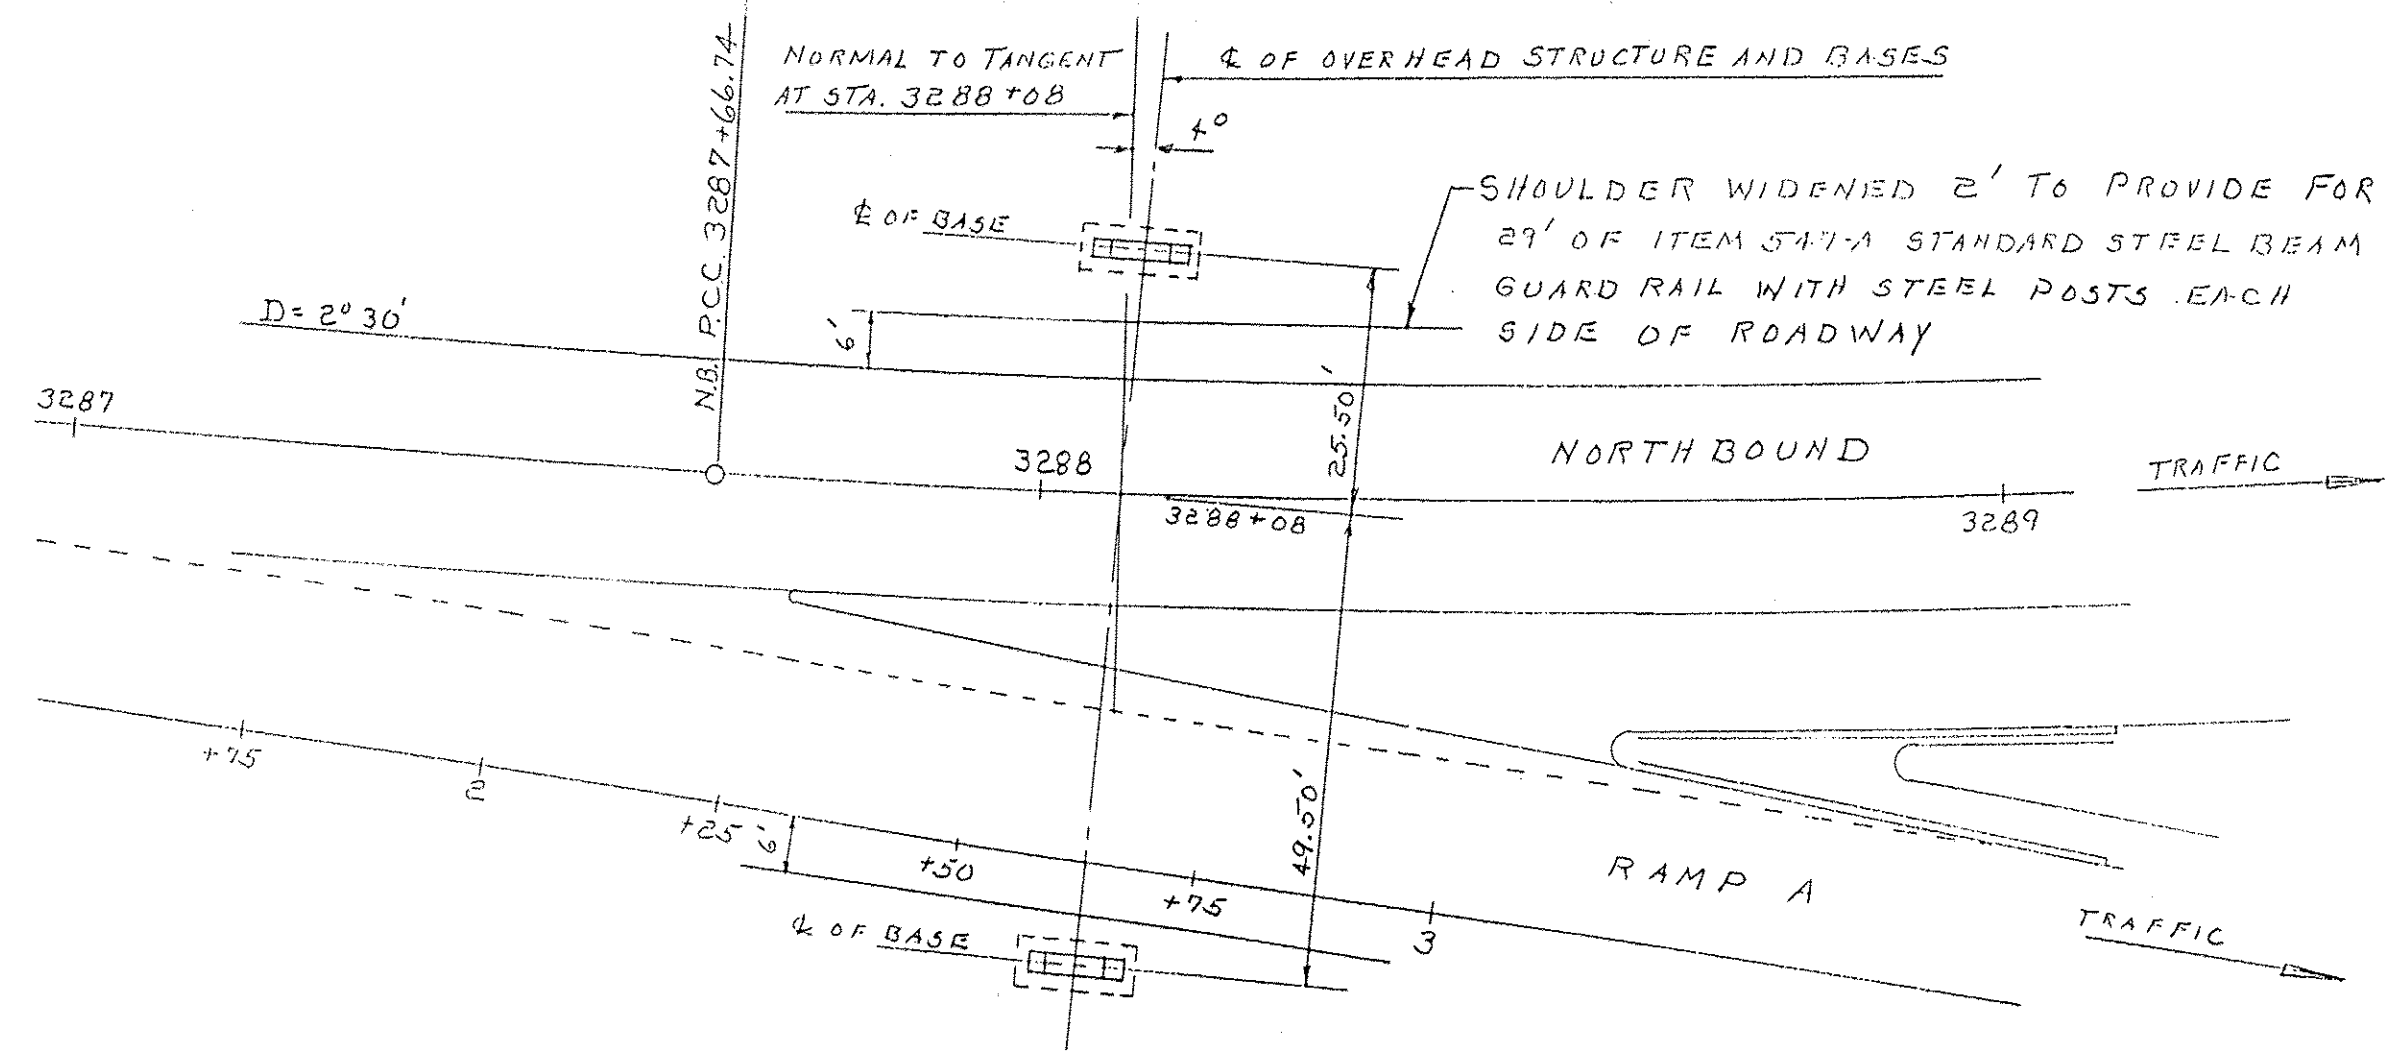 NORMAL TO TANGENT
AT STA. 3288+08
℄ OF OVERHEAD STRUCTURE AND BASES
4°
N.B. P.C.C. 3287+66.74
℄ OF BASE
SHOULDER WIDENED 2' TO PROVIDE FOR
29' OF ITEM STANDARD STEEL BEAM
GUARD RAIL WITH STEEL POSTS EACH
SIDE OF ROADWAY
D= 2° 30'
6'
3287
3288
25.50'
NORTHBOUND
TRAFFIC
3288+08
3289
+75
2
+25
6'
+50
+75
49.50'
3
RAMP A
TRAFFIC
℄ OF BASE